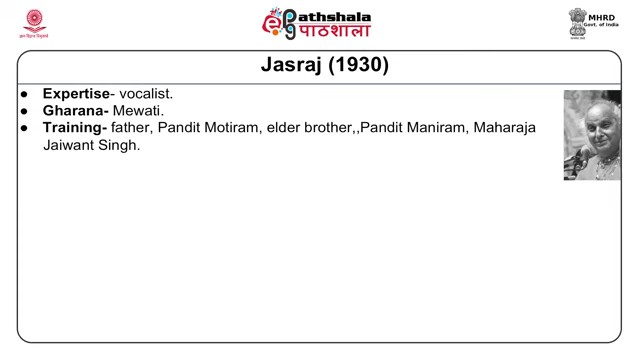 ePathshala
पाठशाला
MHRD
Govt. of India
Jasraj (1930)
● Expertise- vocalist.
● Gharana- Mewati.
● Training- father, Pandit Motiram, elder brother,,Pandit Maniram, Maharaja
Jaiwant Singh.